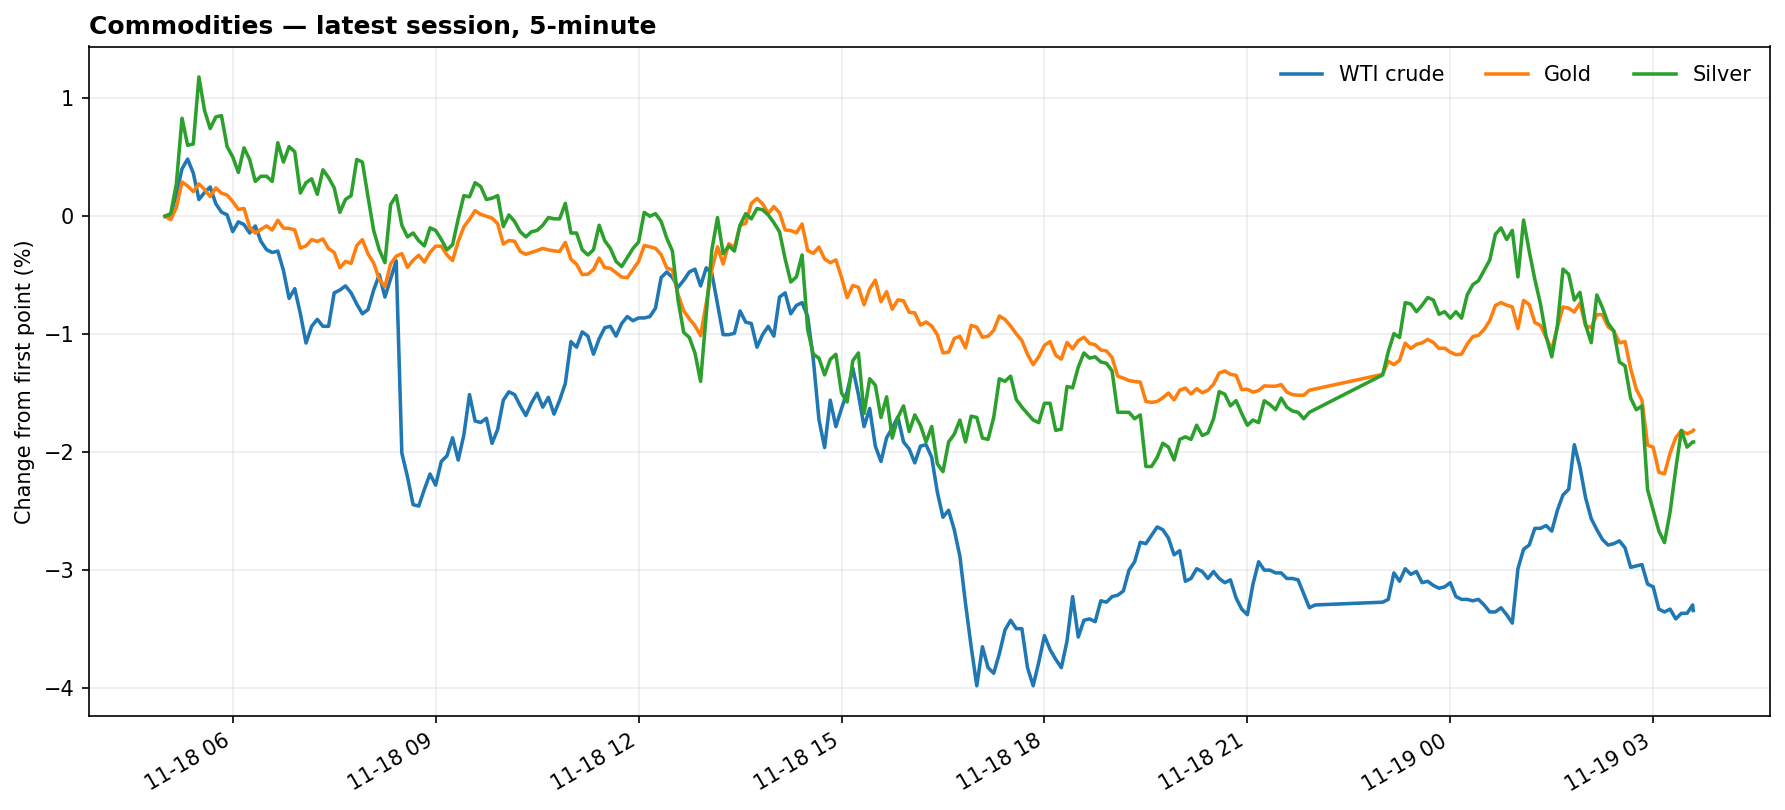 Commodities — latest session, 5-minute
WTI crude
Gold
Silver
Change from first point (%)
1
0
−1
−2
−3
−4
11-18 06
11-18 09
11-18 12
11-18 15
11-18 18
11-18 21
11-19 00
11-19 03